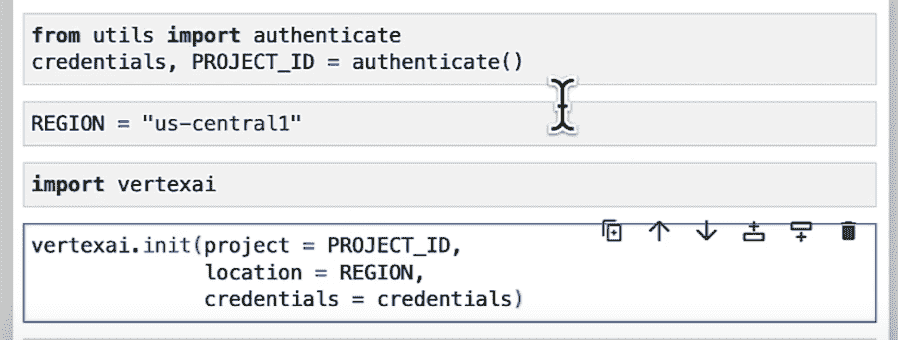 from utils import authenticate
credentials, PROJECT_ID = authenticate()
REGION = "us-central1"
import vertexai
vertexai.init(project = PROJECT_ID,
location = REGION,
credentials = credentials)